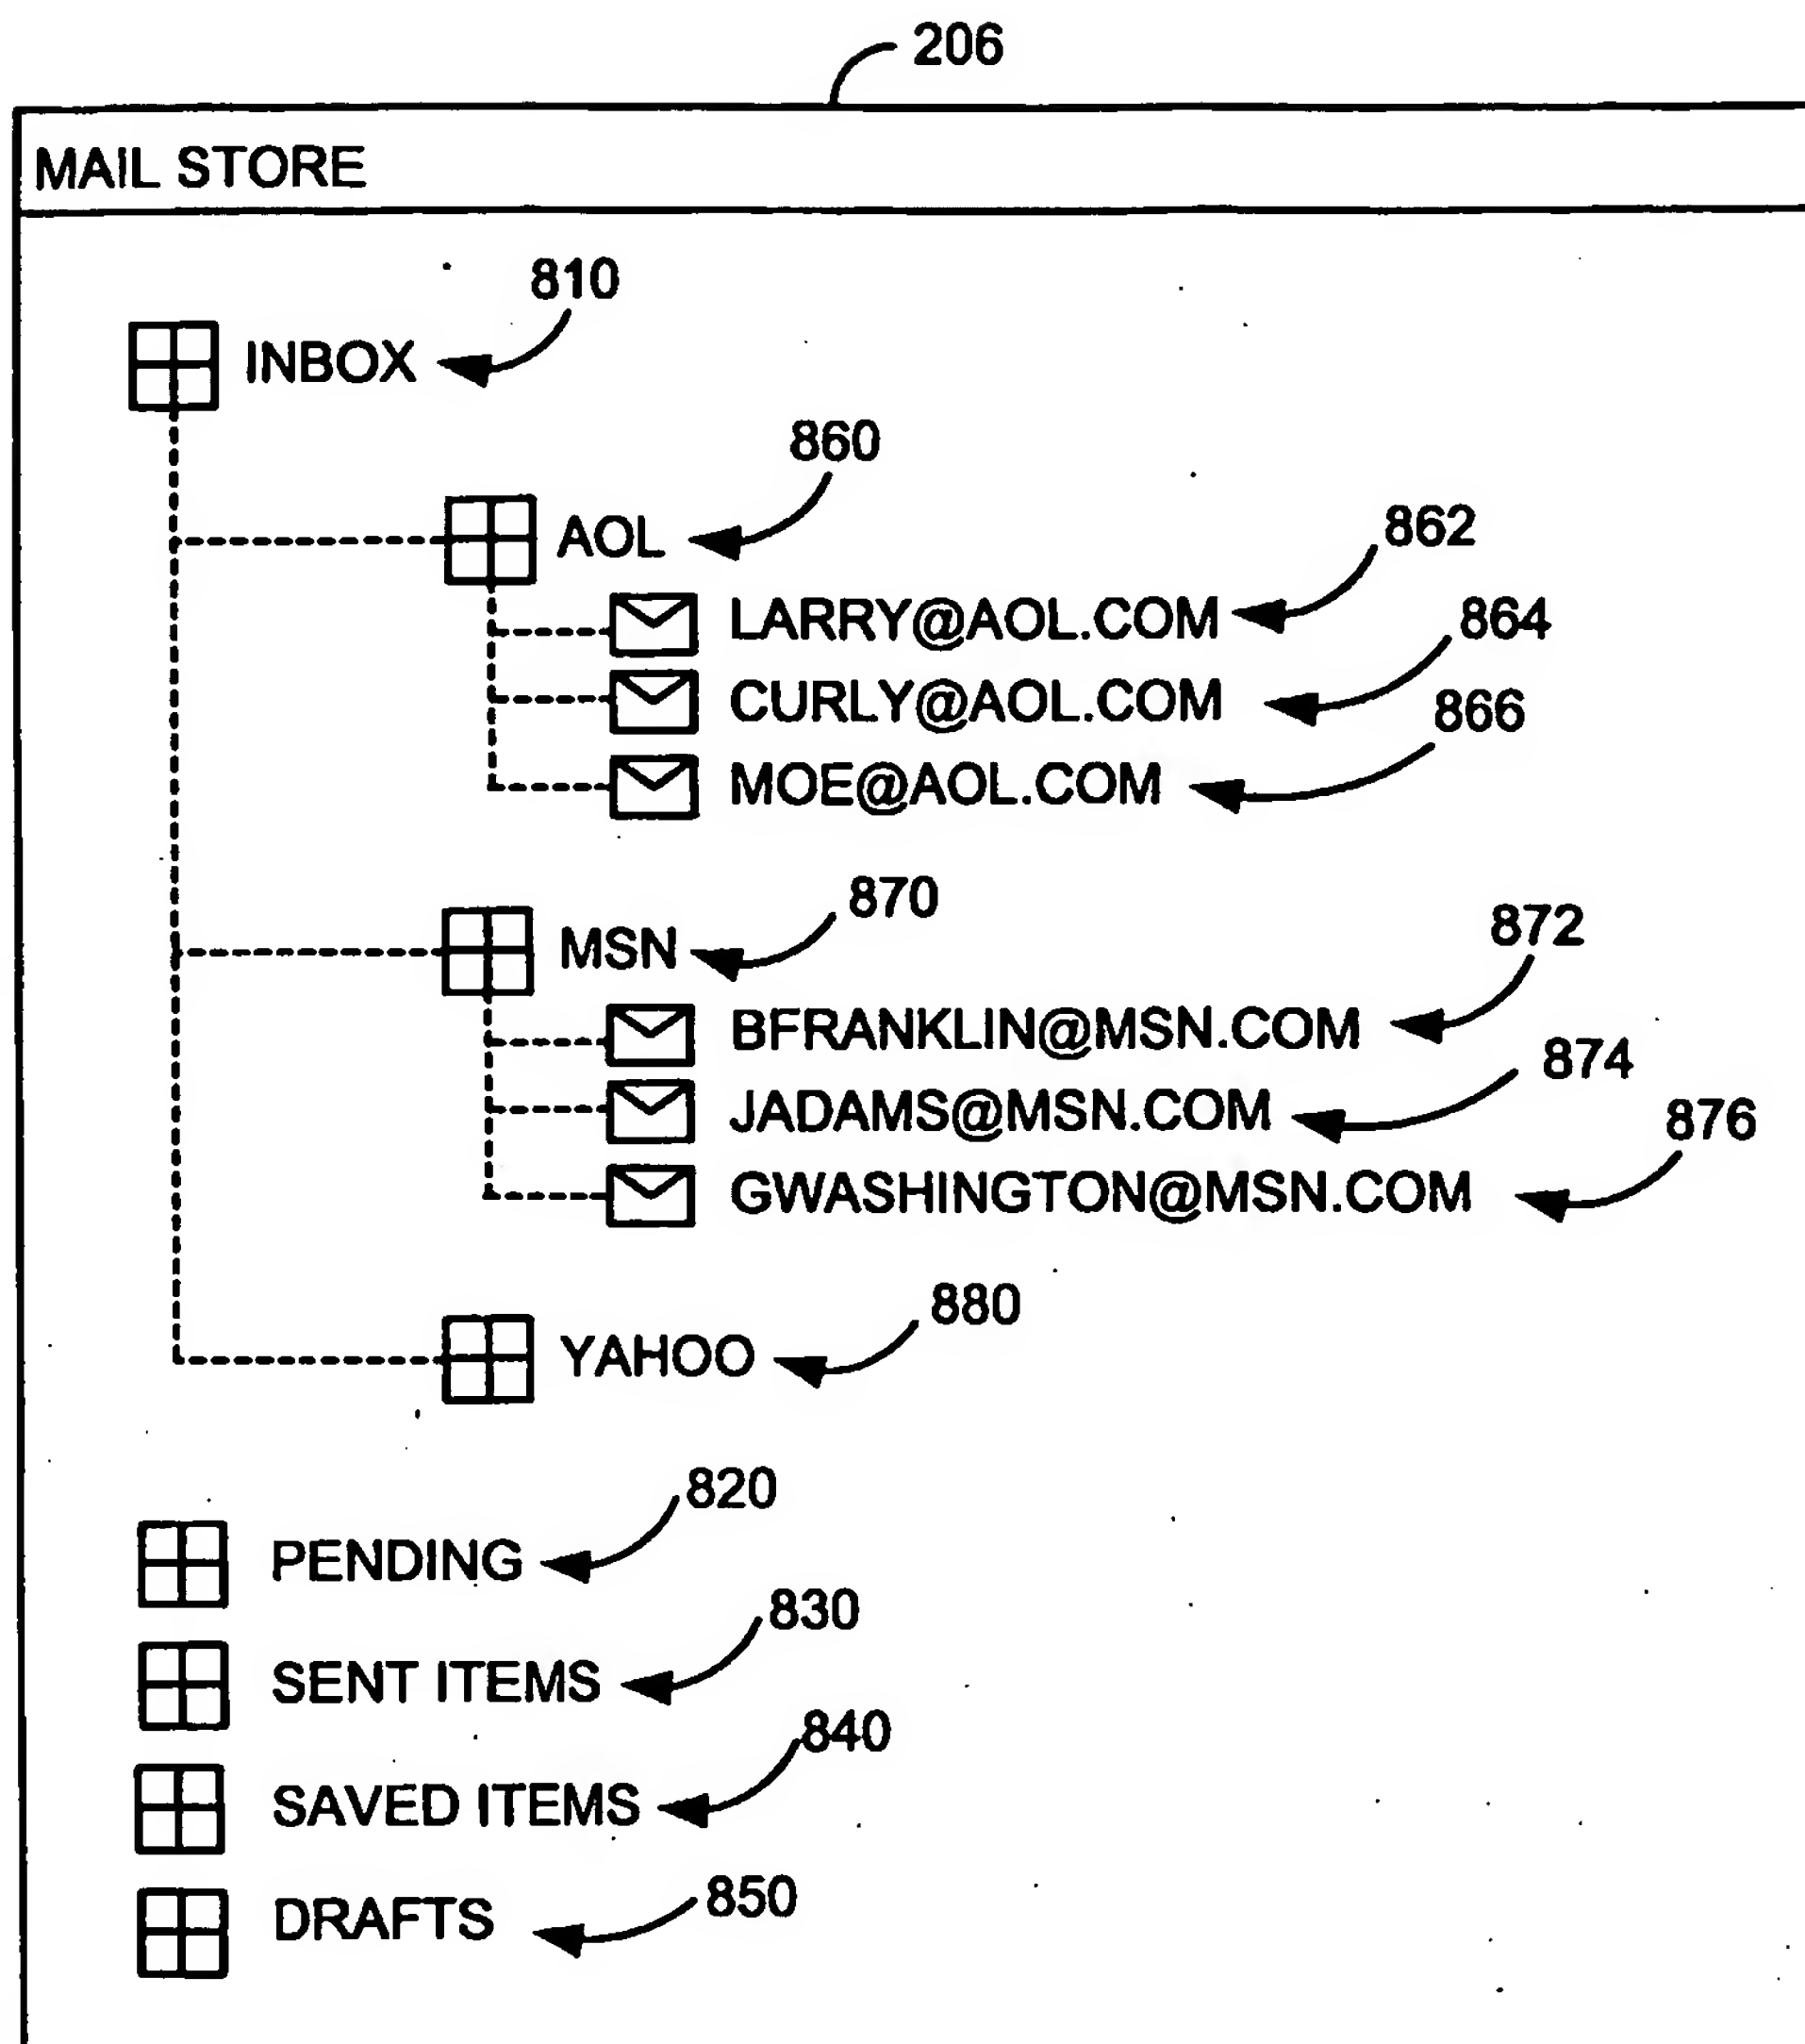 206
MAIL STORE
810
INBOX
860
AOL
862
LARRY@AOL.COM
864
CURLY@AOL.COM
866
MOE@AOL.COM
870
MSN
872
BFRANKLIN@MSN.COM
874
JADAMS@MSN.COM
876
GWASHINGTON@MSN.COM
880
YAHOO
820
PENDING
830
SENT ITEMS
840
SAVED ITEMS
850
DRAFTS